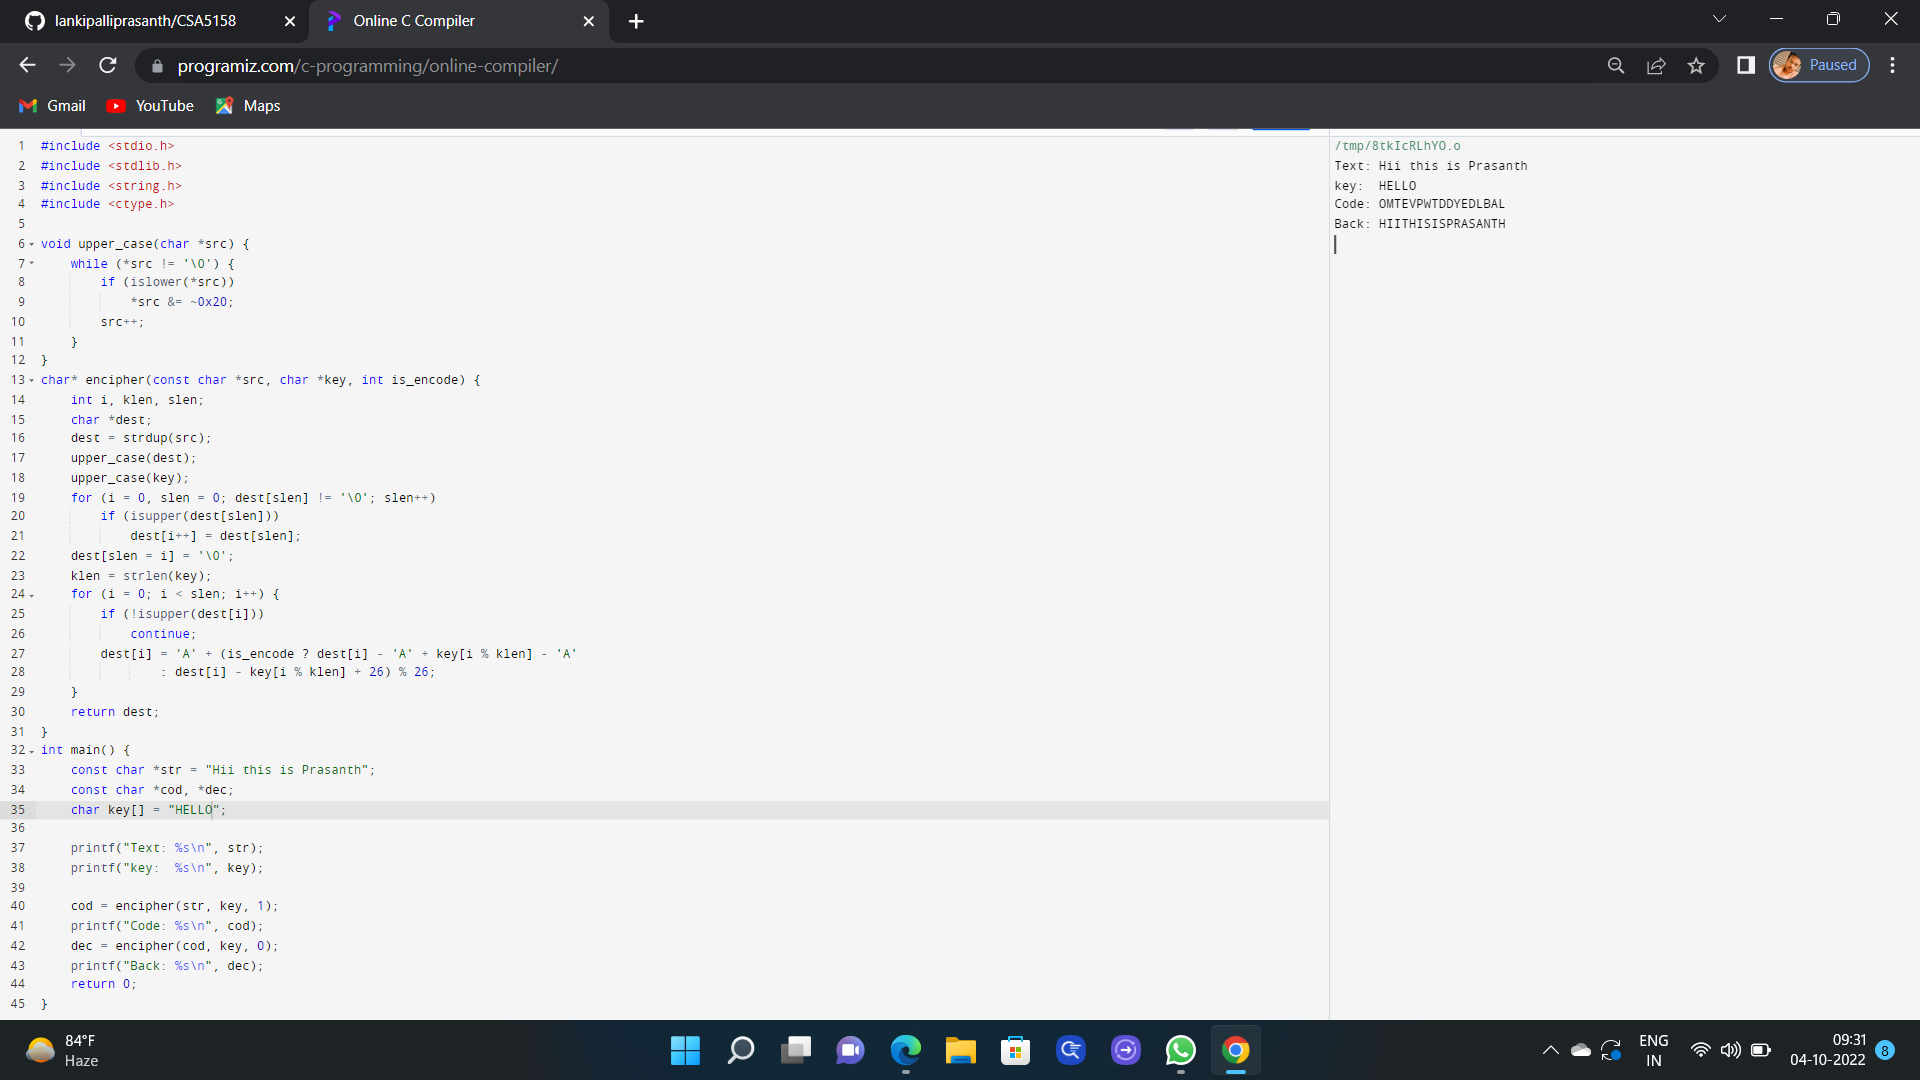 lankipalliprasanth/CSA5158
Online C Compiler
programiz.com/c-programming/online-compiler/
Paused
Gmail
YouTube
Maps
1 #include <stdio.h>
2 #include <stdlib.h>
3 #include <string.h>
4 #include <ctype.h>
5
6 void upper_case(char *src) {
7 while (*src != '\0') {
8 if (islower(*src))
9 *src &= ~0x20;
10 src++;
11 }
12 }
13 char* encipher(const char *src, char *key, int is_encode) {
14 int i, klen, slen;
15 char *dest;
16 dest = strdup(src);
17 upper_case(dest);
18 upper_case(key);
19 for (i = 0, slen = 0; dest[slen] != '\0'; slen++)
20 if (isupper(dest[slen]))
21 dest[i++] = dest[slen];
22 dest[slen = i] = '\0';
23 klen = strlen(key);
24 for (i = 0; i < slen; i++) {
25 if (!isupper(dest[i]))
26 continue;
27 dest[i] = 'A' + (is_encode ? dest[i] - 'A' + key[i % klen] - 'A'
28 : dest[i] - key[i % klen] + 26) % 26;
29 }
30 return dest;
31 }
32 int main() {
33 const char *str = "Hii this is Prasanth";
34 const char *cod, *dec;
35 char key[] = "HELLO";
36
37 printf("Text: %s\n", str);
38 printf("key:  %s\n", key);
39
40 cod = encipher(str, key, 1);
41 printf("Code: %s\n", cod);
42 dec = encipher(cod, key, 0);
43 printf("Back: %s\n", dec);
44 return 0;
45 }
/tmp/8tkIcRLhYO.o
Text: Hii this is Prasanth
key:  HELLO
Code: OMTEVPWTDDYEDLBAL
Back: HIITHISISPRASANTH
84°F
Haze
ENG
IN
09:31
04-10-2022
8